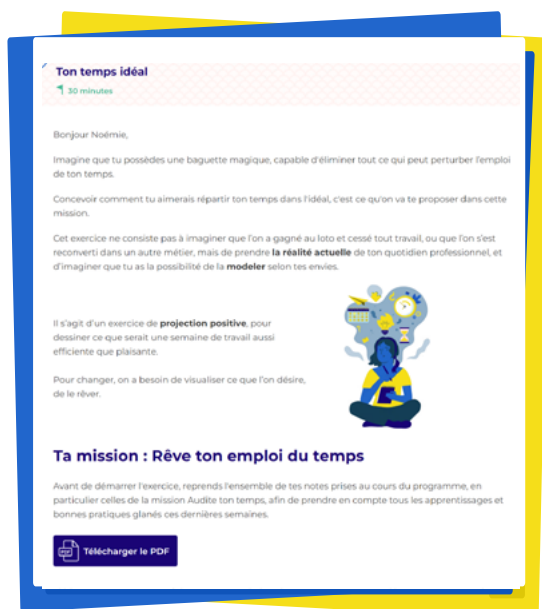 Ton temps idéal
30 minutes
Bonjour Noémie,
Imagine que tu possèdes une baguette magique, capable d'éliminer tout ce qui peut perturber l'emploi
de ton temps.
Concevoir comment tu aimerais répartir ton temps dans l'idéal, c'est ce qu'on va te proposer dans cette
mission.
Cet exercice ne consiste pas à imaginer que l'on a gagné au loto et cessé tout travail, ou que l'on s'est
reconverti dans un autre métier, mais de prendre la réalité actuelle de ton quotidien professionnel, et
d'imaginer que tu as la possibilité de la modeler selon tes envies.
Il s'agit d'un exercice de projection positive, pour
dessiner ce que serait une semaine de travail aussi
efficiente que plaisante.
Pour changer, on a besoin de visualiser ce que l'on désire,
de le rêver.
Ta mission : Rêve ton emploi du temps
Avant de démarrer l'exercice, reprends l'ensemble de tes notes prises au cours du programme, en
particulier celles de la mission Audite ton temps, afin de prendre en compte tous les apprentissages et
bonnes pratiques glanés ces dernières semaines.
PDF
Télécharger le PDF